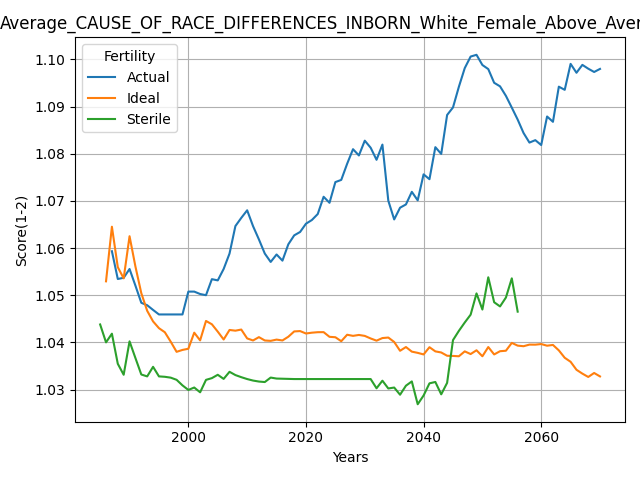 Average_CAUSE_OF_RACE_DIFFERENCES_INBORN_White_Female_Above_Aver
Fertility
Actual
Ideal
Sterile
1.10
1.09
1.08
1.07
1.06
1.05
1.04
1.03
Score(1-2)
2000 2020 2040 2060
Years